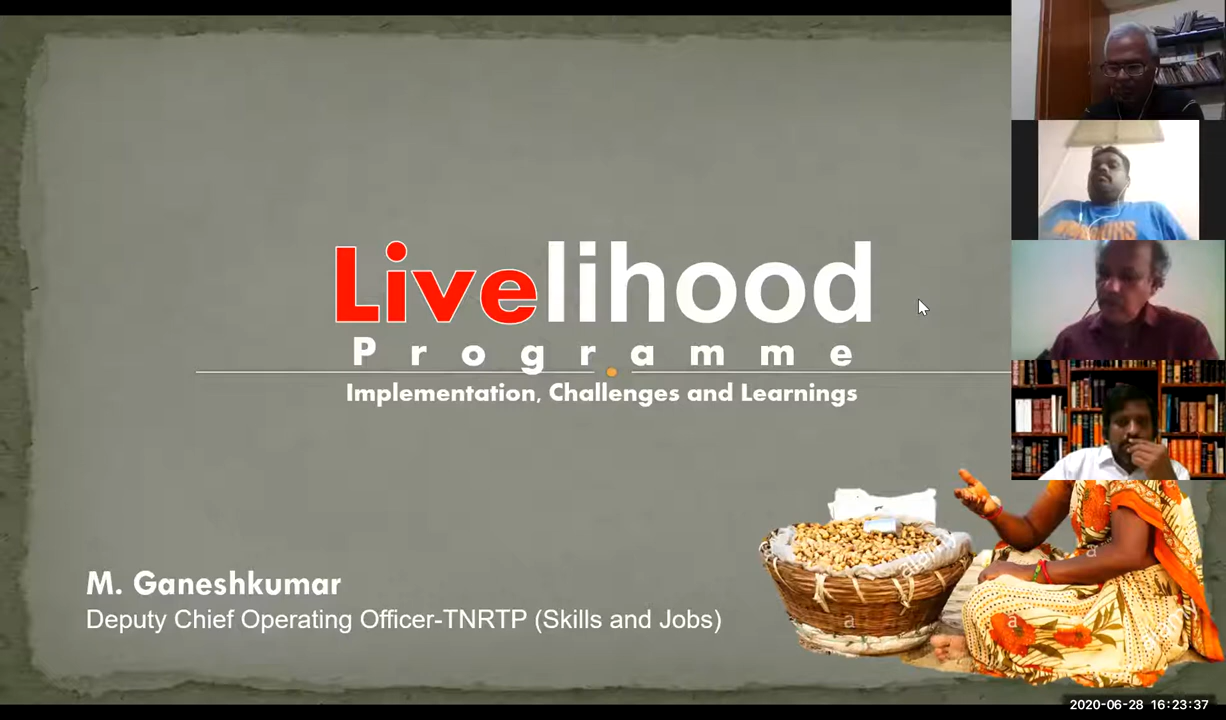 Livelihood
Programme
Implementation, Challenges and Learnings
M. Ganeshkumar
Deputy Chief Operating Officer-TNRTP (Skills and Jobs)
a
a
a
alamy
2020-06-28 16:23:37